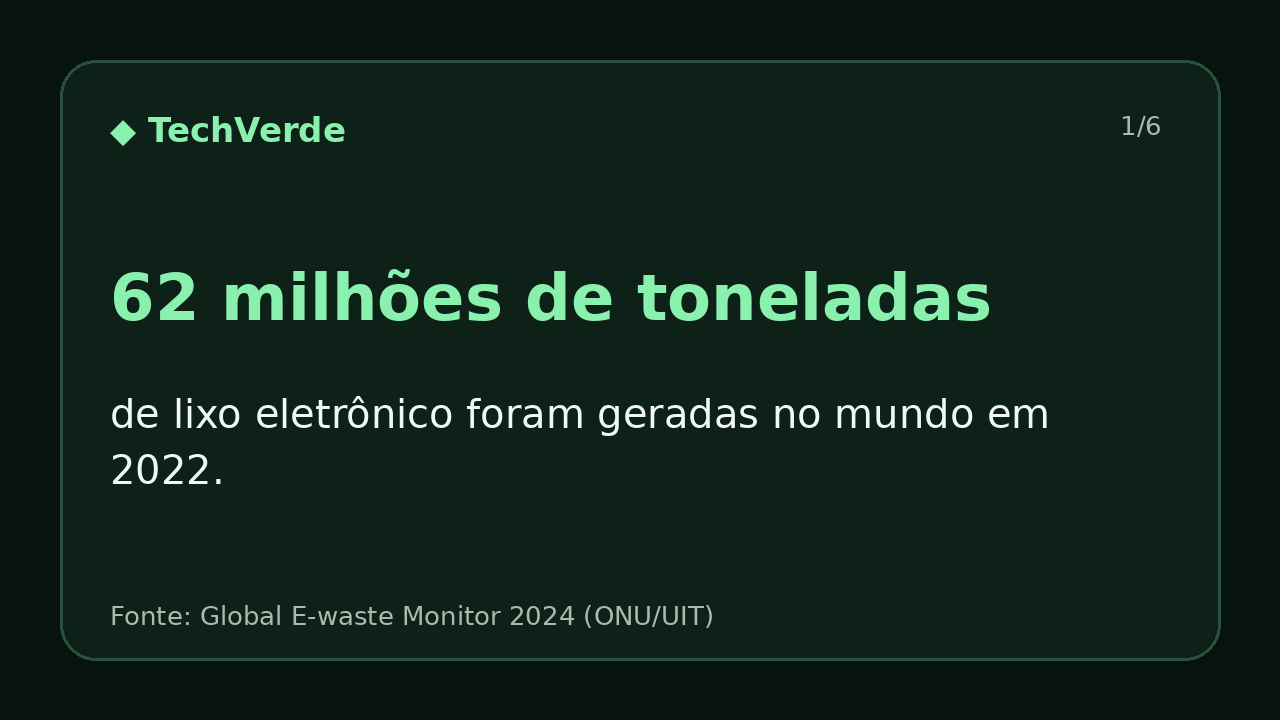 ◆ TechVerde
1/6
62 milhões de toneladas
de lixo eletrônico foram geradas no mundo em
2022.
Fonte: Global E-waste Monitor 2024 (ONU/UIT)